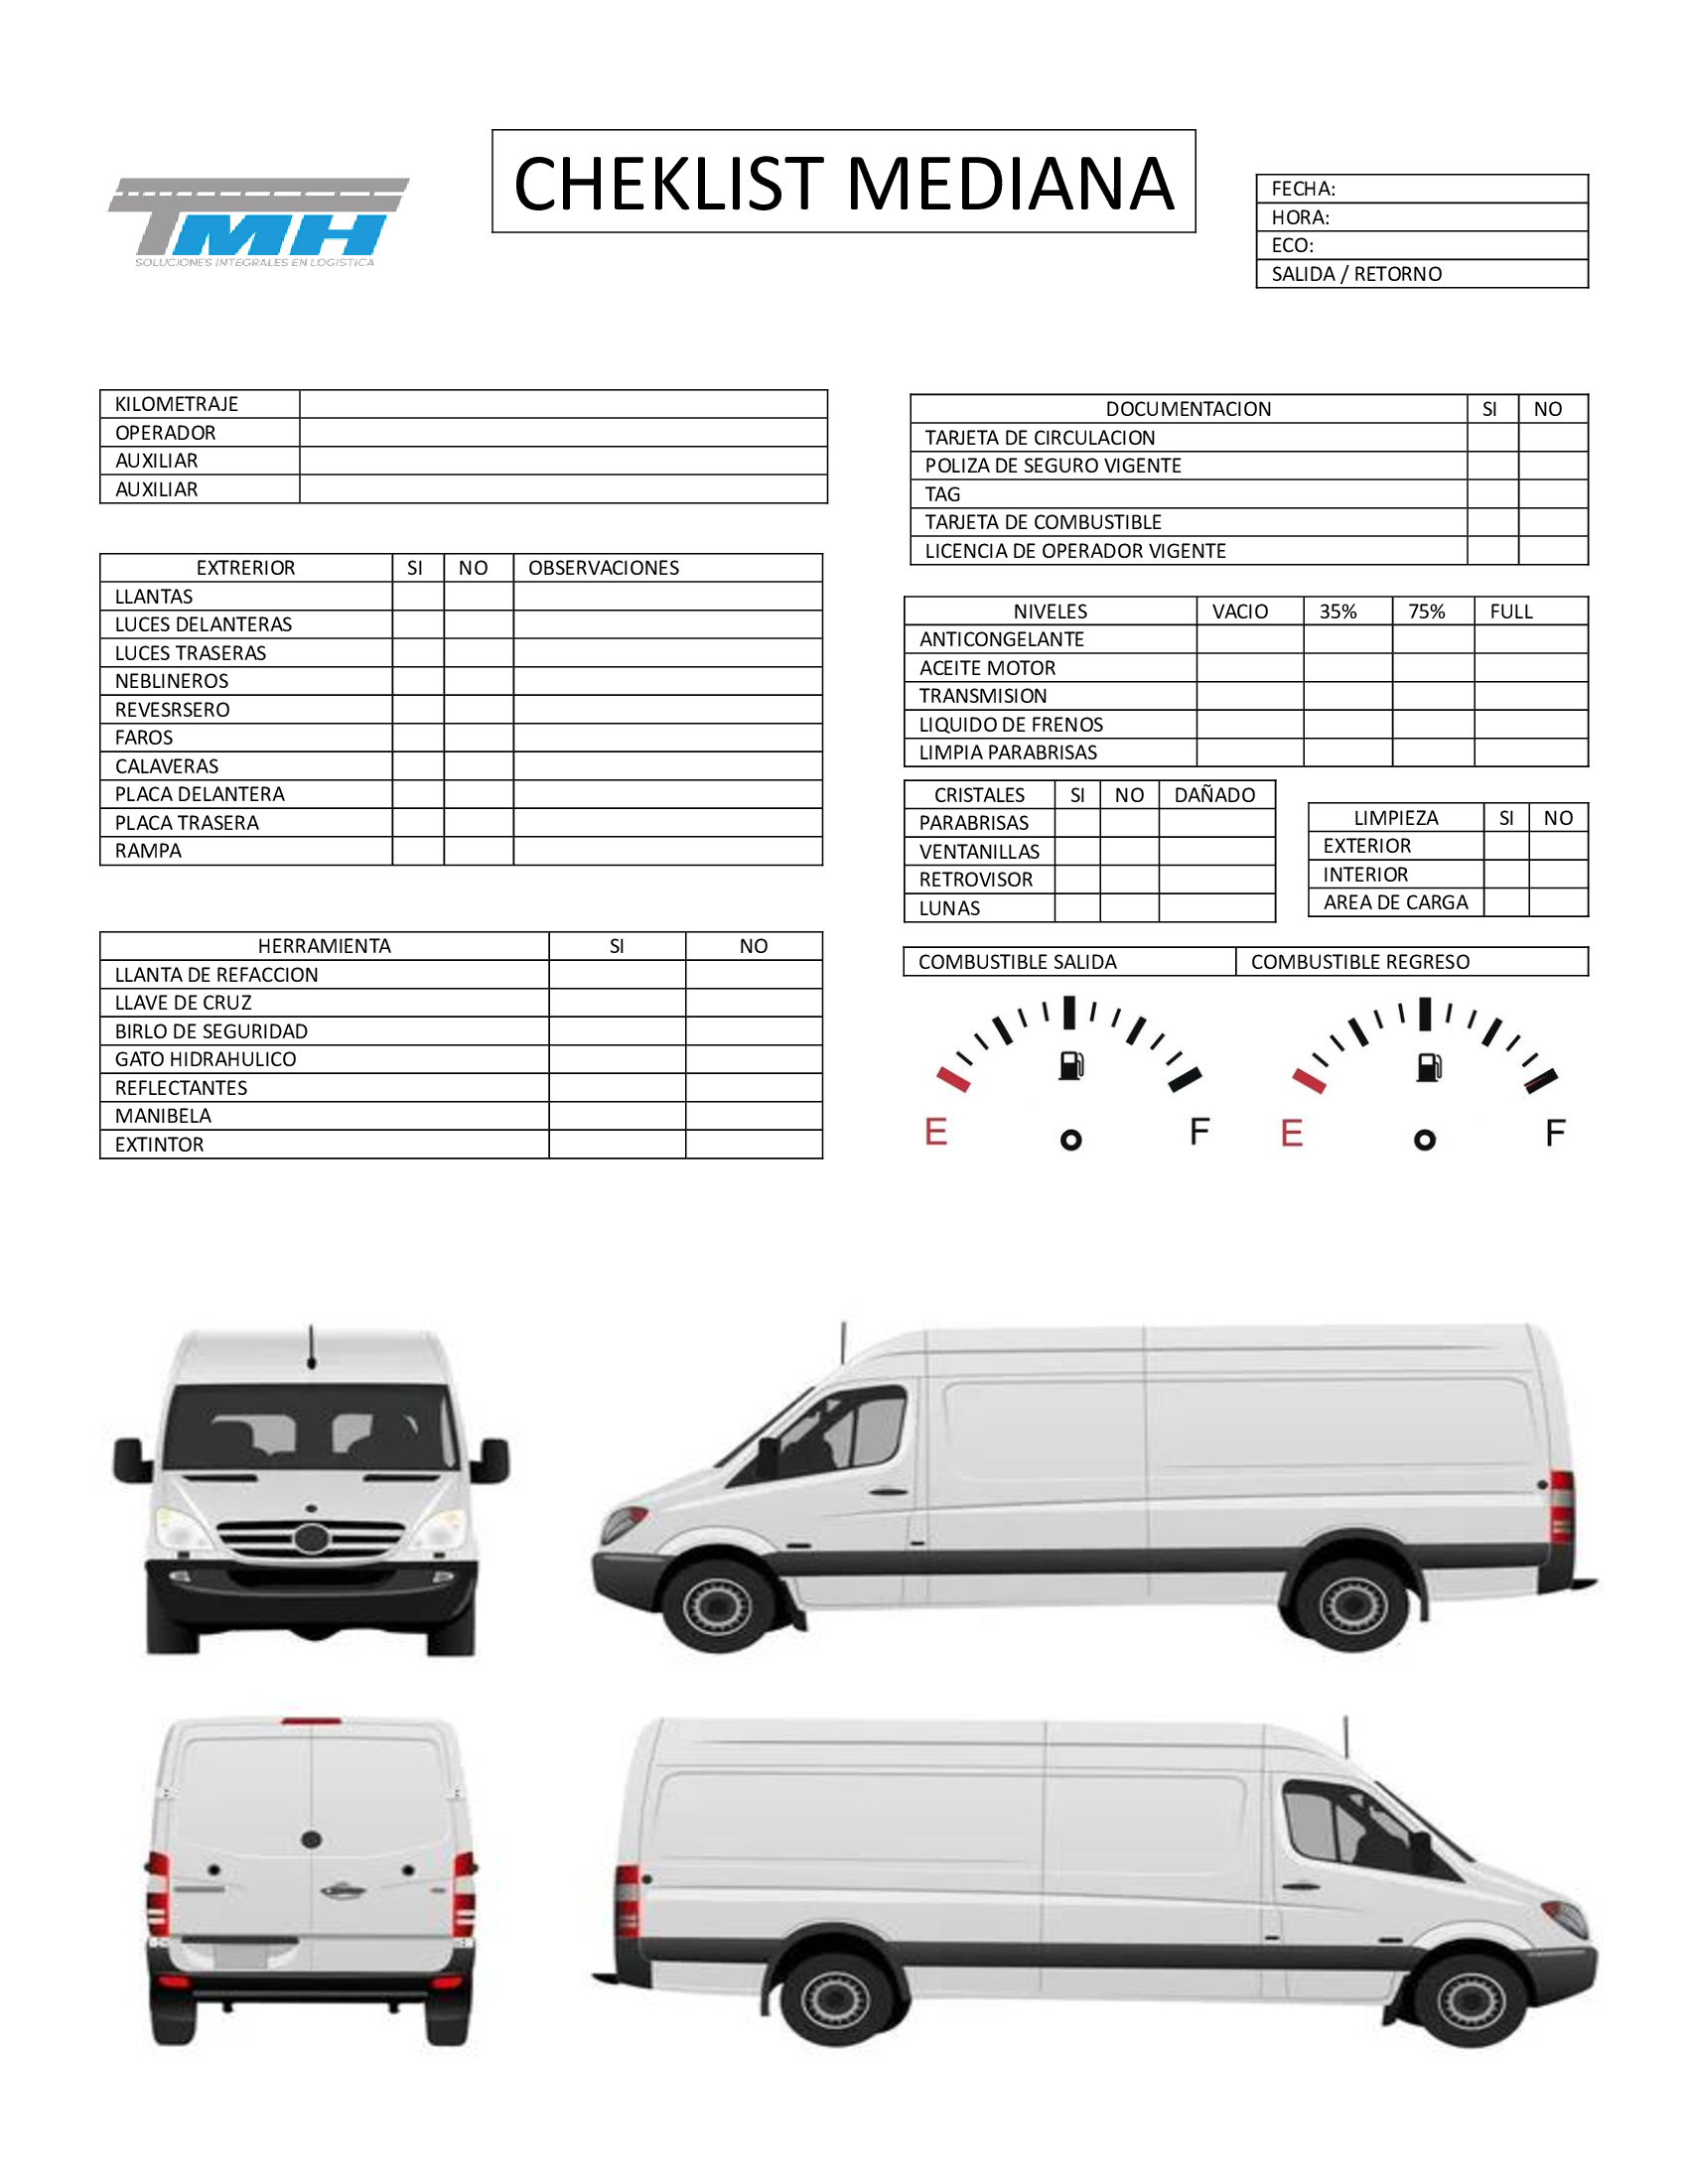 CHEKLIST MEDIANA
TMH
SOLUCIONES INTEGRALES EN LOGISTICA
FECHA:
HORA:
ECO:
SALIDA / RETORNO
KILOMETRAJE
OPERADOR
AUXILIAR
AUXILIAR
DOCUMENTACION SI NO
TARJETA DE CIRCULACION
POLIZA DE SEGURO VIGENTE
TAG
TARJETA DE COMBUSTIBLE
LICENCIA DE OPERADOR VIGENTE
EXTRERIOR SI NO OBSERVACIONES
LLANTAS
LUCES DELANTERAS
LUCES TRASERAS
NEBLINEROS
REVESRSERO
FAROS
CALAVERAS
PLACA DELANTERA
PLACA TRASERA
RAMPA
NIVELES VACIO 35% 75% FULL
ANTICONGELANTE
ACEITE MOTOR
TRANSMISION
LIQUIDO DE FRENOS
LIMPIA PARABRISAS
CRISTALES SI NO DAÑADO
PARABRISAS
VENTANILLAS
RETROVISOR
LUNAS
LIMPIEZA SI NO
EXTERIOR
INTERIOR
AREA DE CARGA
HERRAMIENTA SI NO
LLANTA DE REFACCION
LLAVE DE CRUZ
BIRLO DE SEGURIDAD
GATO HIDRAHULICO
REFLECTANTES
MANIBELA
EXTINTOR
COMBUSTIBLE SALIDA COMBUSTIBLE REGRESO
E F E F